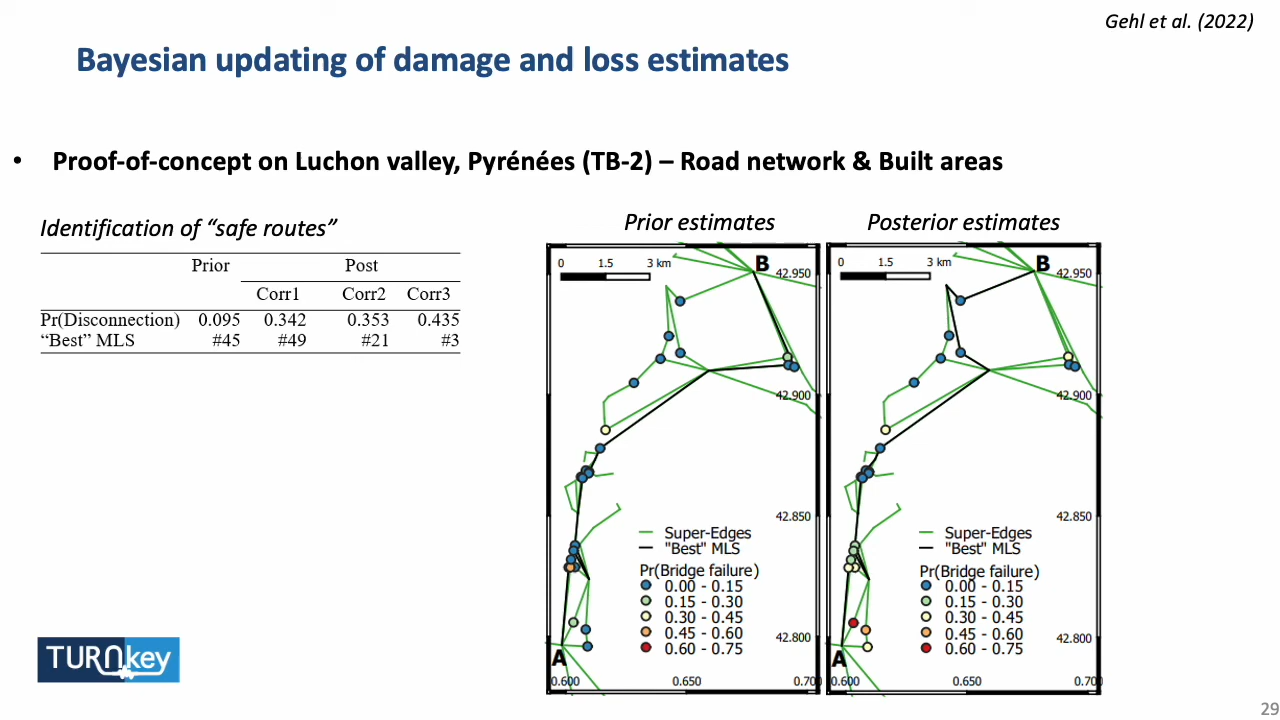 Gehl et al. (2022)
Bayesian updating of damage and loss estimates
• Proof-of-concept on Luchon valley, Pyrénées (TB-2) – Road network & Built areas
Identification of “safe routes”
Prior Post
Corr1 Corr2 Corr3
Pr(Disconnection) 0.095 0.342 0.353 0.435
“Best” MLS #45 #49 #21 #3
Prior estimates
0 1.5 3 km
B
42.950
42.900
42.850
Super-Edges
"Best" MLS
Pr(Bridge failure)
0.00 - 0.15
0.15 - 0.30
0.30 - 0.45
0.45 - 0.60
0.60 - 0.75
42.800
A
0.600 0.650 0.700
Posterior estimates
0 1.5 3 km
B
42.950
42.900
42.850
Super-Edges
"Best" MLS
Pr(Bridge failure)
0.00 - 0.15
0.15 - 0.30
0.30 - 0.45
0.45 - 0.60
0.60 - 0.75
42.800
A
0.600 0.650 0.700
TURNkey
29